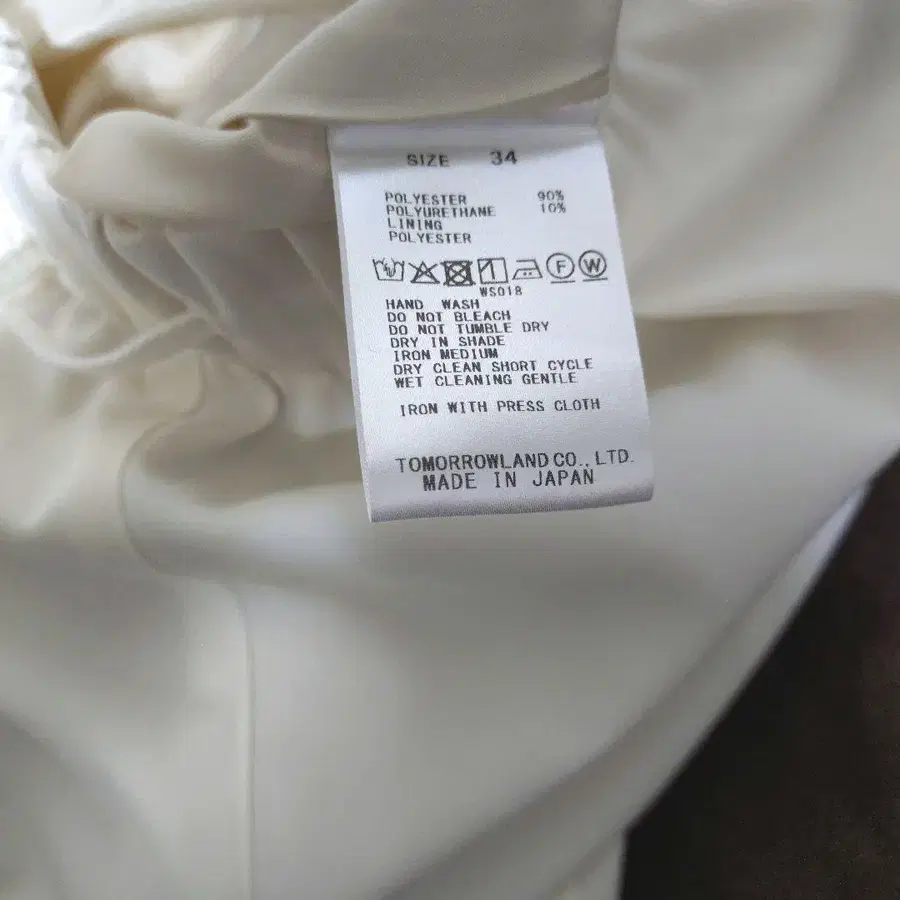 SIZE 34
POLYESTER 90%
POLYURETHANE 10%
LINING
POLYESTER
F W
WS018
HAND WASH
DO NOT BLEACH
DO NOT TUMBLE DRY
DRY IN SHADE
IRON MEDIUM
DRY CLEAN SHORT CYCLE
WET CLEANING GENTLE
IRON WITH PRESS CLOTH
TOMORROWLAND CO., LTD.
MADE IN JAPAN